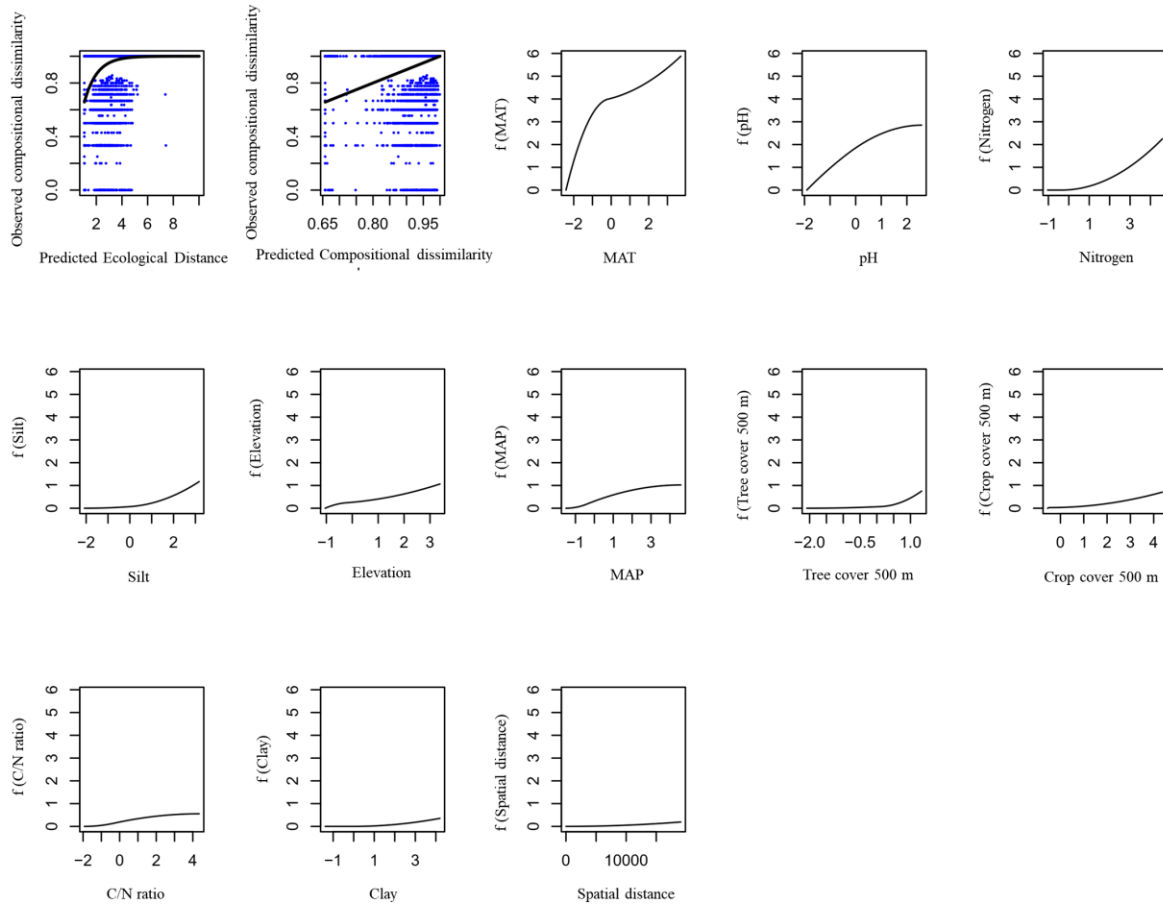 Observed compositional dissimilarity
0.0 0.4 0.8
2 4 6 8
Predicted Ecological Distance
Observed compositional dissimilarity
0.0 0.4 0.8
0.65 0.80 0.95
Predicted Compositional dissimilarity
f (MAT)
0 1 2 3 4 5 6
−2 0 2
MAT
f (pH)
0 1 2 3 4 5 6
−2 0 2
pH
f (Nitrogen)
0 1 2 3 4 5 6
−1 1 3
Nitrogen
f (Silt)
0 1 2 3 4 5 6
−2 0 2
Silt
f (Elevation)
0 1 2 3 4 5 6
−1 0 1 2 3
Elevation
f (MAP)
0 1 2 3 4 5 6
−1 1 3
MAP
f (Tree cover 500 m)
0 1 2 3 4 5 6
−2.0 −0.5 1.0
Tree cover 500 m
f (Crop cover 500 m)
0 1 2 3 4 5 6
0 1 2 3 4
Crop cover 500 m
f (C/N ratio)
0 1 2 3 4 5 6
−2 0 2 4
C/N ratio
f (Clay)
0 1 2 3 4 5 6
−1 1 3
Clay
f (Spatial distance)
0 1 2 3 4 5 6
0 10000
Spatial distance